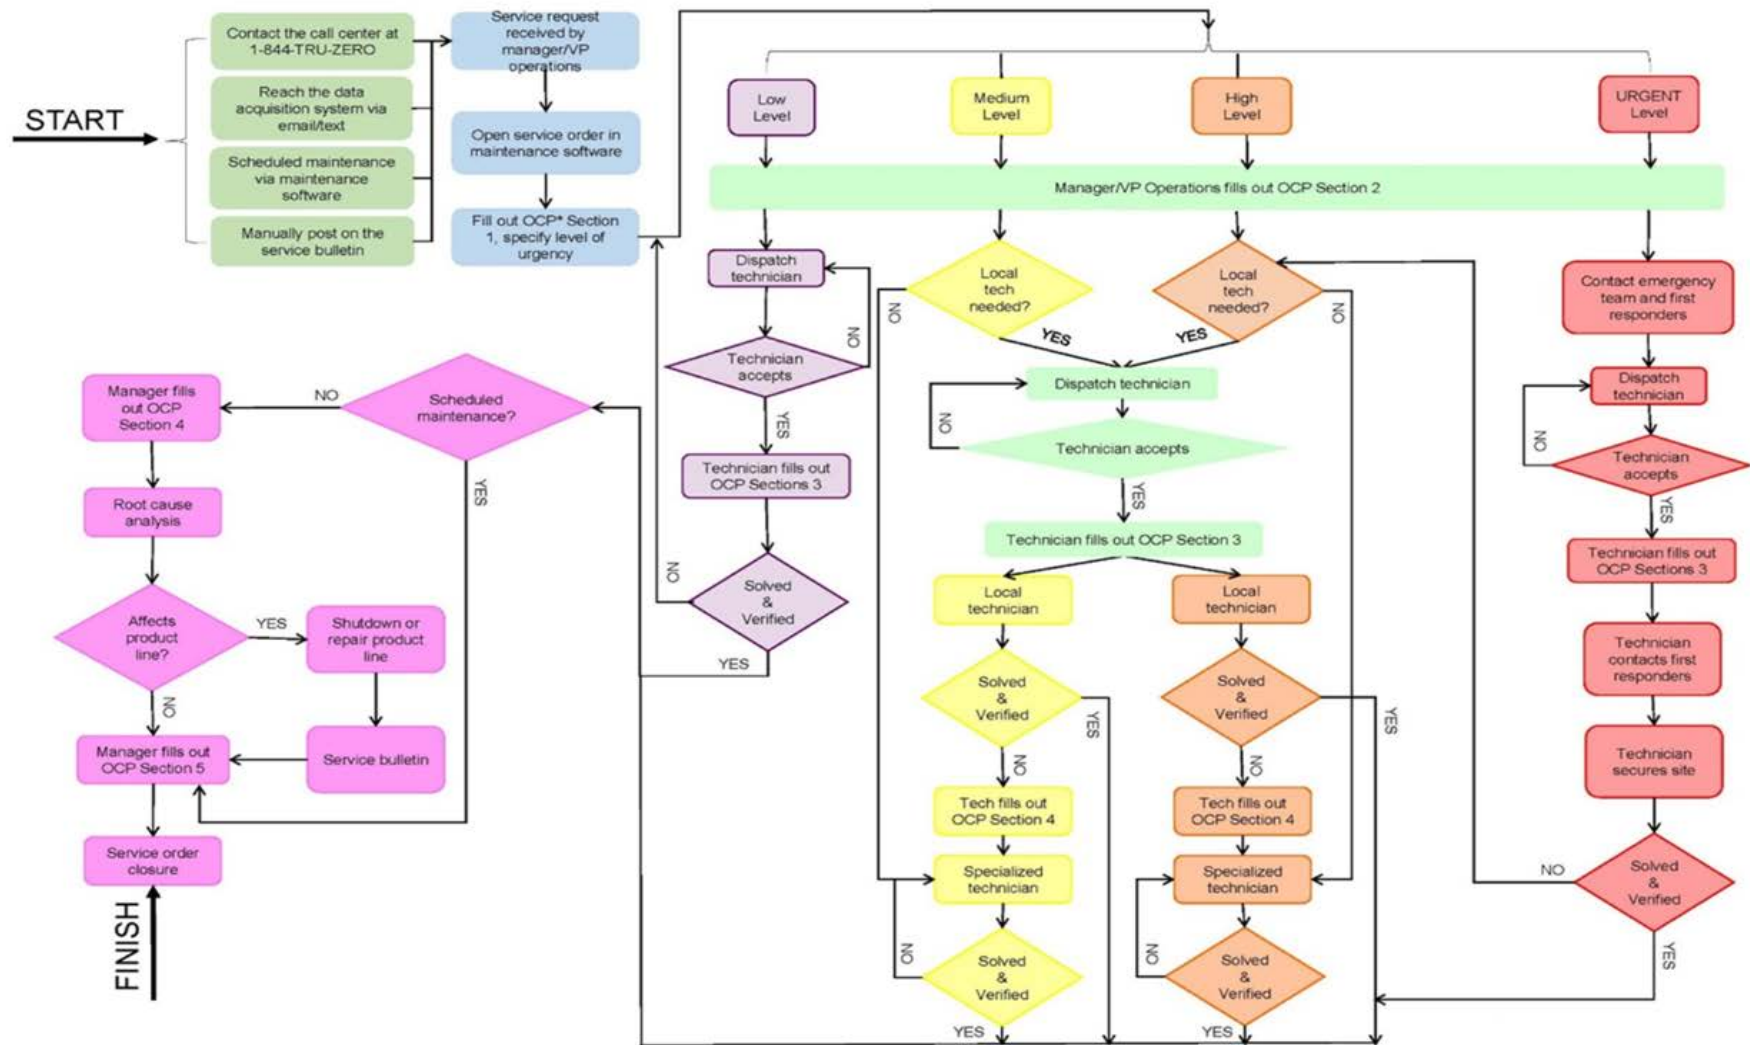 START
Contact the call center at
1-844-TRU-ZERO
Reach the data
acquisition system via
email/text
Scheduled maintenance
via maintenance
software
Manually post on the
service bulletin
Service request
received by
manager/VP
operations
Open service order in
maintenance software
Fill out OCP* Section
1, specify level of
urgency
Low
Level
Medium
Level
High
Level
URGENT
Level
Manager/VP Operations fills out OCP Section 2
Dispatch
technician
NO
Technician
accepts
YES
Technician fills out
OCP Sections 3
Solved
&
Verified
NO
YES
Local
tech
needed?
NO
YES
Local
tech
needed?
YES
NO
Dispatch technician
NO
Technician accepts
YES
Technician fills out OCP Section 3
Local
technician
Solved
&
Verified
YES
NO
Tech fills out
OCP Section 4
Specialized
technician
NO
Solved
&
Verified
YES
Local
technician
Solved
&
Verified
YES
NO
Tech fills out
OCP Section 4
Specialized
technician
NO
Solved
&
Verified
YES
Contact emergency
team and first
responders
Dispatch
technician
NO
Technician
accepts
YES
Technician fills out
OCP Sections 3
Technician
contacts first
responders
Technician
secures site
Solved
&
Verified
NO
YES
Scheduled
maintenance?
NO
YES
Manager fills
out OCP
Section 4
Root cause
analysis
Affects
product
line?
YES
NO
Shutdown or
repair product
line
Service bulletin
Manager fills out
OCP Section 5
Service order
closure
FINISH